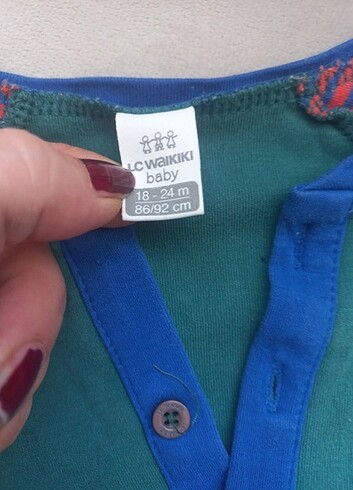 LC WAIKIKI
baby
18 - 24 m
86/92 cm